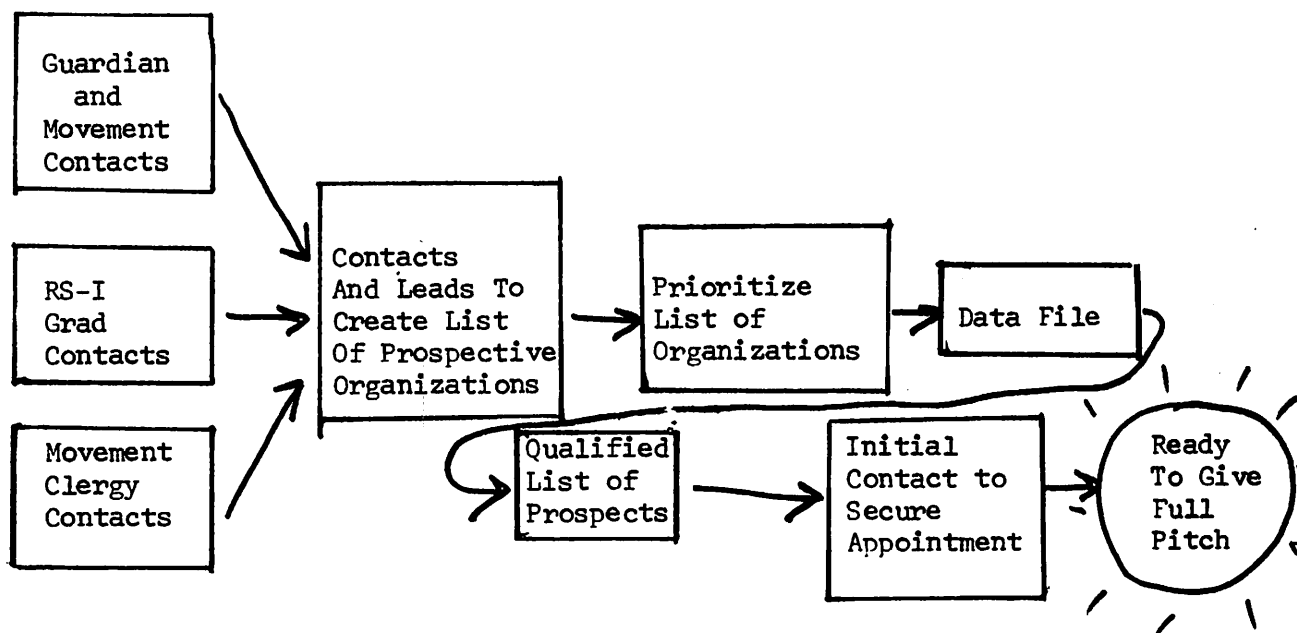 Guardian
and
Movement
Contacts
RS-I
Grad
Contacts
Movement
Clergy
Contacts
Contacts
And Leads To
Create List
Of Prospective
Organizations
Prioritize
List of
Organizations
Data File
Qualified
List of
Prospects
Initial
Contact to
Secure
Appointment
Ready
To Give
Full
Pitch